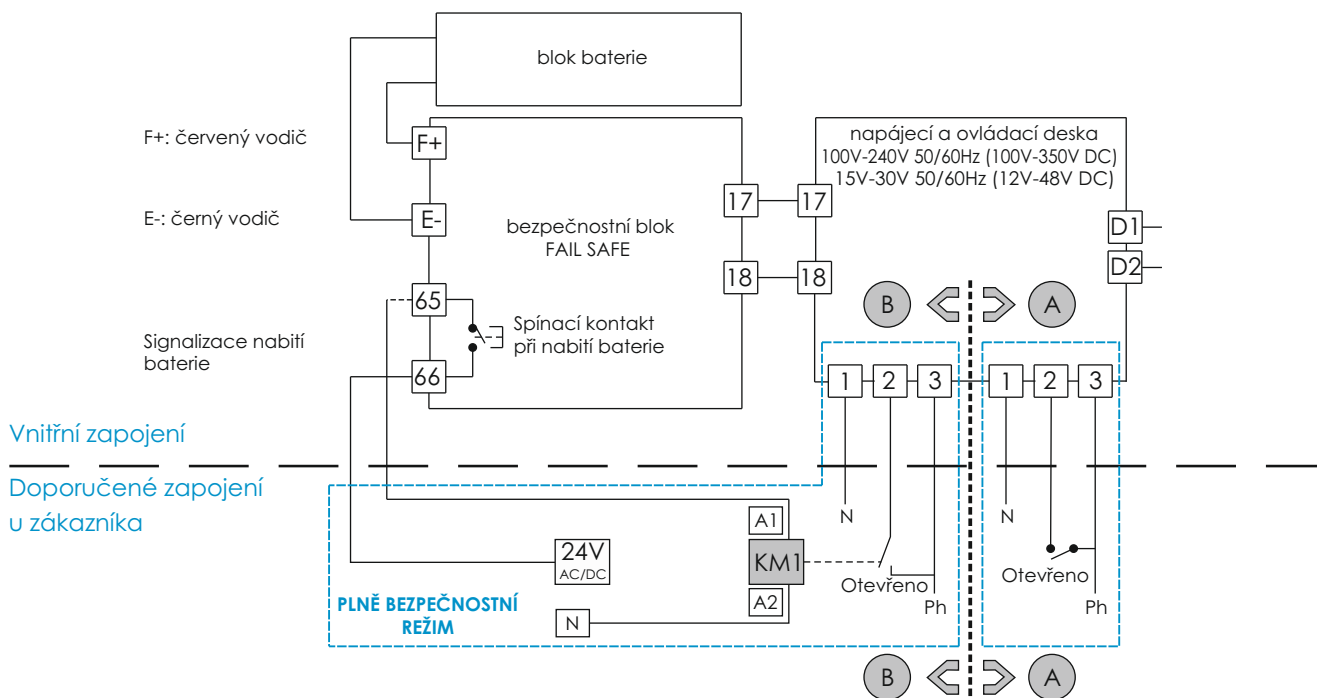 blok baterie
F+: červený vodič
F+
napájecí a ovládací deska
100V-240V 50/60Hz (100V-350V DC)
15V-30V 50/60Hz (12V-48V DC)
17
17
E-: černý vodič
E-
bezpečnostní blok
FAIL SAFE
D1
D2
18
18
65
B
A
Signalizace nabití
baterie
Spínací kontakt
při nabití baterie
66
1
2
3
1
2
3
Vnitřní zapojení
Doporučené zapojení
u zákazníka
N
N
A1
24V
AC/DC
KM1
Otevřeno
Otevřeno
A2
Ph
Ph
PLNĚ BEZPEČNOSTNÍ
REŽIM
N
B
A